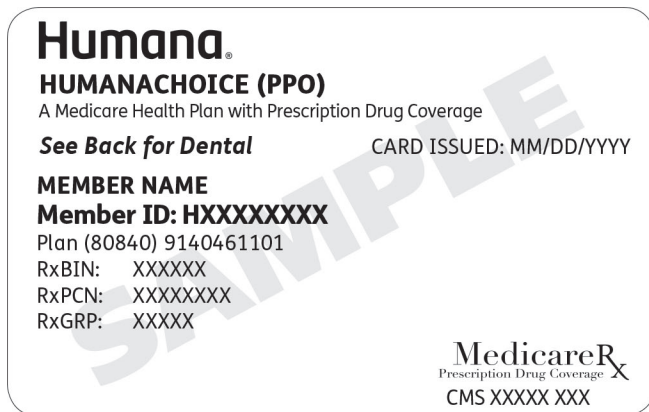 Humana®
HUMANACHOICE (PPO)
A Medicare Health Plan with Prescription Drug Coverage
See Back for Dental CARD ISSUED: MM/DD/YYYY
MEMBER NAME
Member ID: HXXXXXXXX
Plan (80840) 9140461101
RxBIN: XXXXXX
RxPCN: XXXXXXXX
RxGRP: XXXXX
SAMPLE
MedicareRx
Prescription Drug Coverage
CMS XXXXX XXX